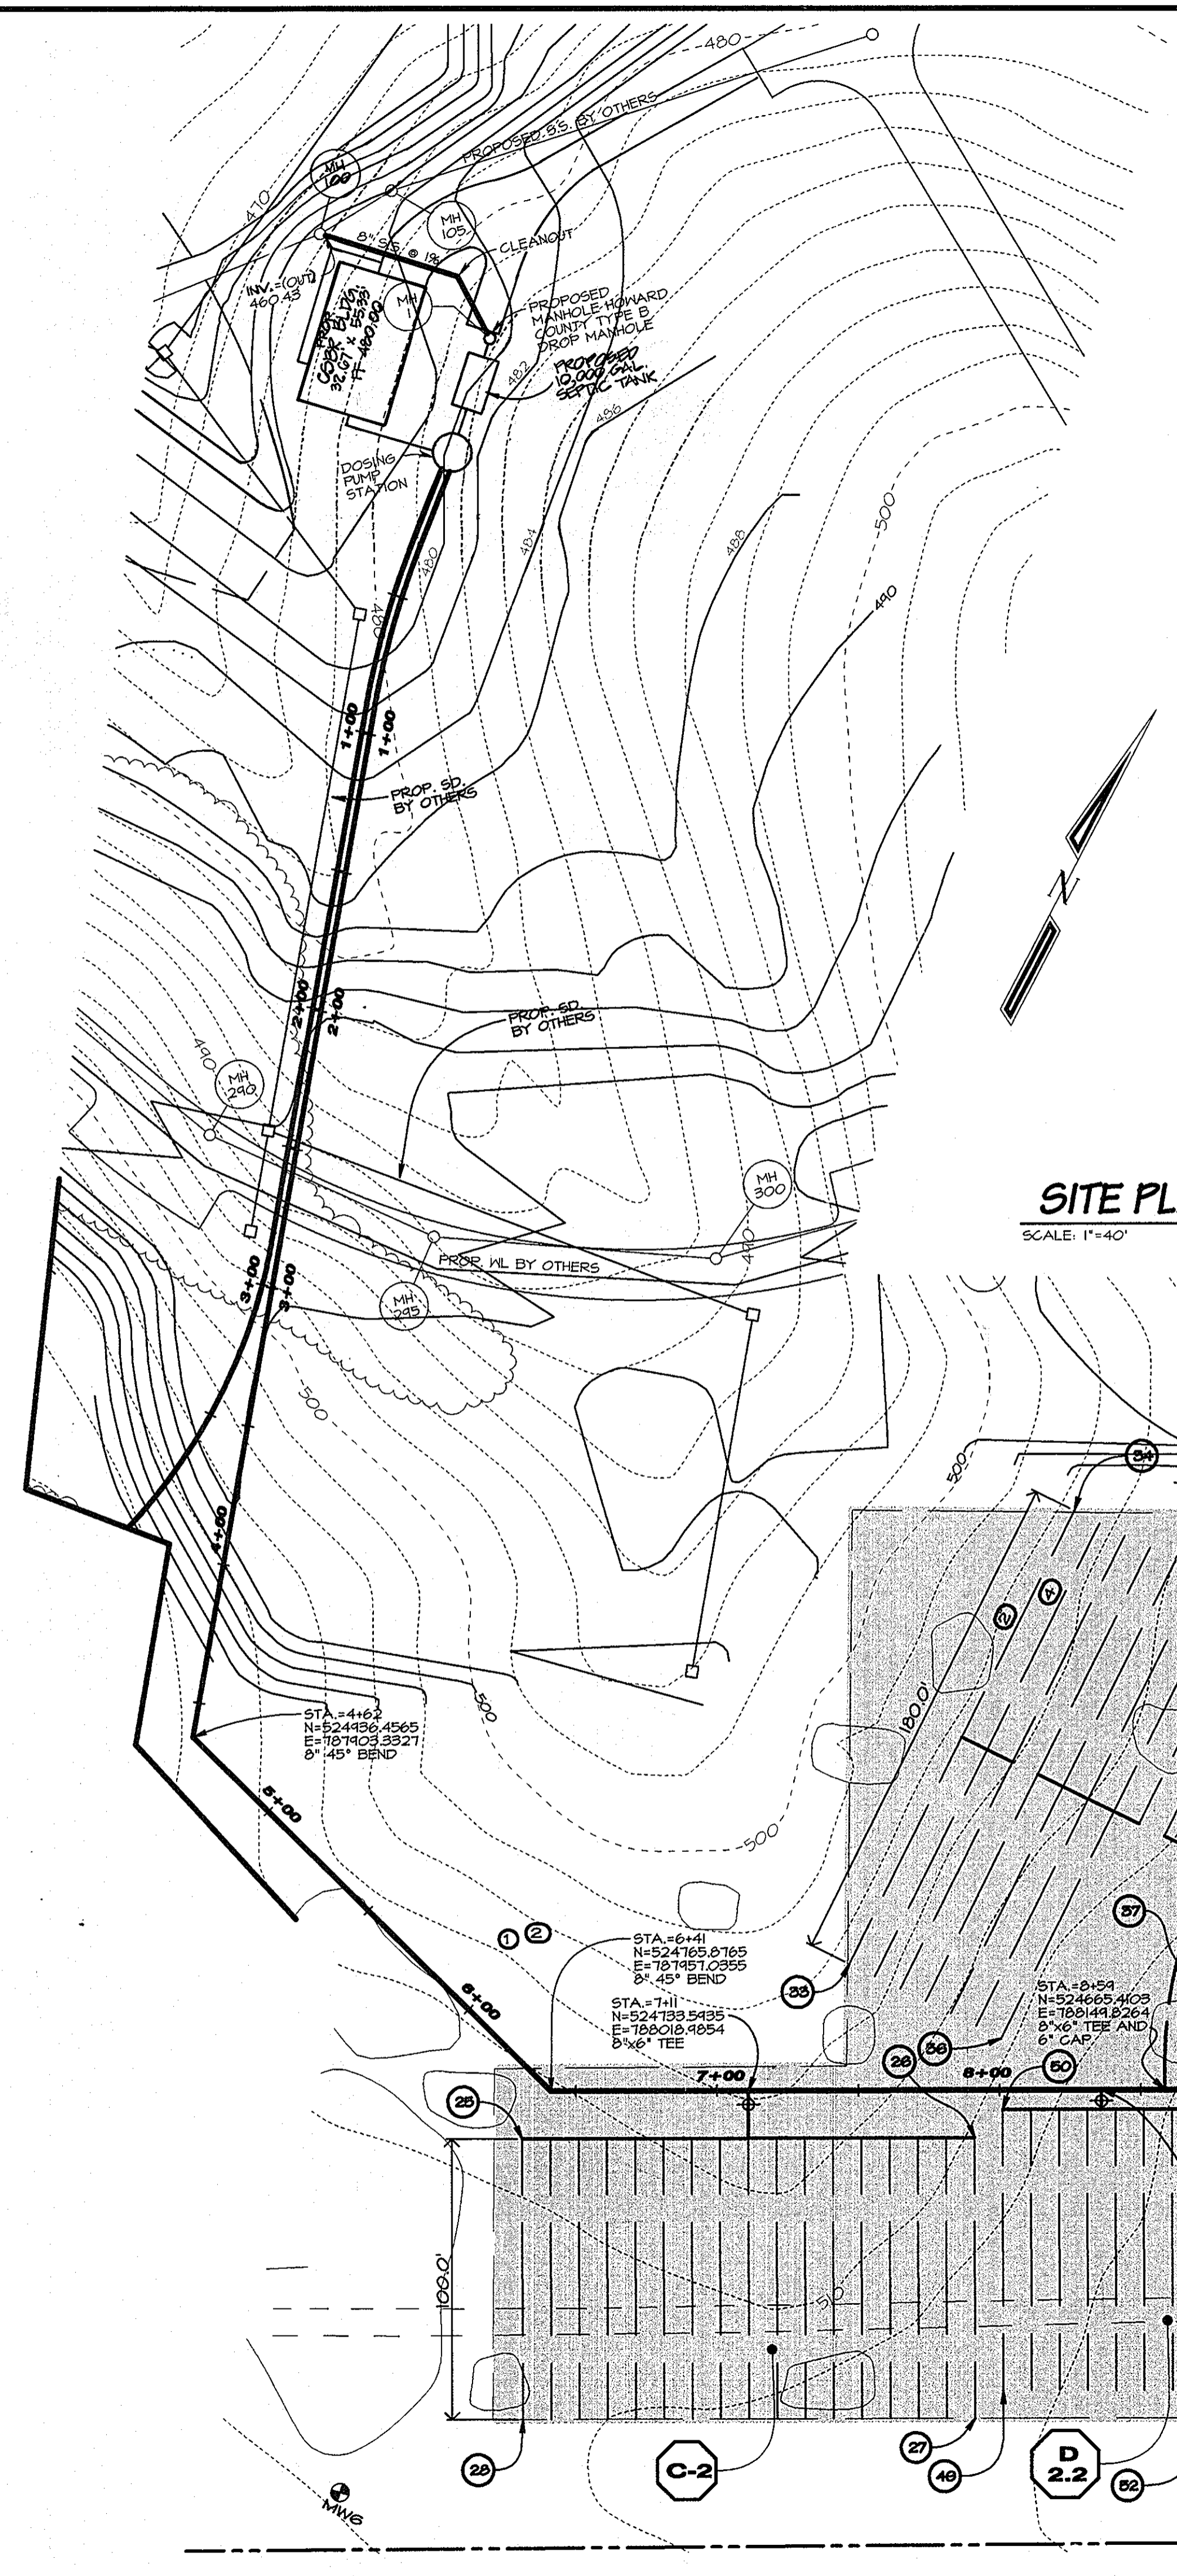 480
PROPOSED S.S. BY OTHERS
MH
100
470
MH
105
8" S.S. @ 1%
CLEANOUT
INV.=(OUT)
460.43
MH
1
PROP.
BLDG.
32.67' x 55.33'
FF 480.00
PROPOSED
MANHOLE HOWARD
COUNTY TYPE B
DROP MANHOLE
482
PROPOSED
10,000 GAL.
SEPTIC TANK
486
DOSING
PUMP
STATION
500
484
488
480
480
490
1+00
1+00
PROP. SD.
BY OTHERS
N
2+00
2+00
PROP. SD.
BY OTHERS
490
MH
290
MH
300
SITE PL
SCALE: 1"=40'
490
PROP. WL BY OTHERS
3+00
3+00
MH
295
500
500
34
4+00
2
4
500
180.0'
STA.=4+62
N=524936.4565
E=787903.3327
8" 45° BEND
5+00
500
37
1
2
STA.=6+41
N=524765.8765
E=787957.0355
8" 45° BEND
33
STA.=8+59
N=524665.4103
E=788149.8264
8"x6" TEE AND
6" CAP
6+00
STA.=7+11
N=524733.5935
E=788018.9854
8"x6" TEE
36
26
50
7+00
8+00
25
100.0'
510
28
C-2
27
49
D
2.2
52
MW6